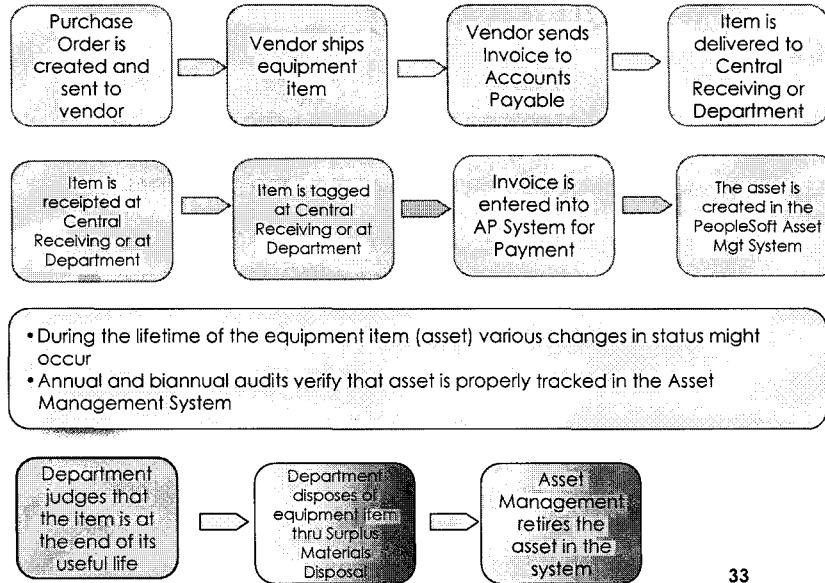 Purchase
Order is
created and
sent to
vendor
Vendor ships
equipment
item
Vendor sends
Invoice to
Accounts
Payable
Item is
delivered to
Central
Receiving or
Department
Item is
receipted at
Central
Receiving or at
Department
Item is tagged
at Central
Receiving or at
Department
Invoice is
entered into
AP System for
Payment
The asset is
created in the
PeopleSoft Asset
Mgt System
• During the lifetime of the equipment item (asset) various changes in status might
occur
• Annual and biannual audits verify that asset is properly tracked in the Asset
Management System
Department
judges that
the item is at
the end of its
useful life
Department
disposes of
equipment item
thru Surplus
Materials
Disposal
Asset
Management
retires the
asset in the
system
33